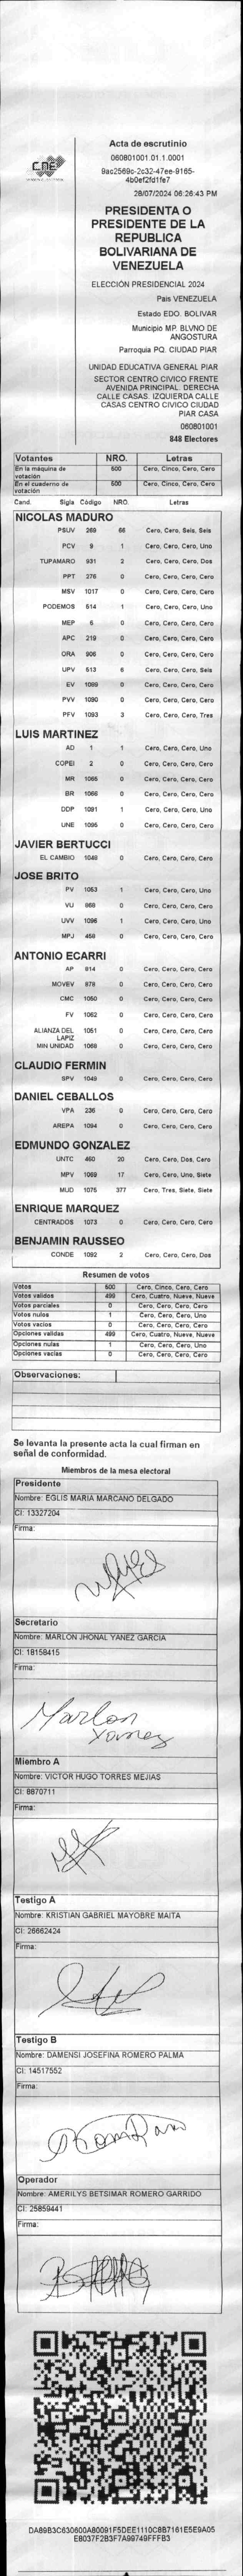 CNE
Acta de escrutinio
060801001.01.1.0001
9ac2569c-2c32-47ee-9165-
4b0ef2fd1fe7
28/07/2024 06:26:43 PM
PRESIDENTA O
PRESIDENTE DE LA
REPUBLICA
BOLIVARIANA DE
VENEZUELA
ELECCIÓN PRESIDENCIAL 2024
Pais VENEZUELA
Estado EDO. BOLIVAR
Municipio MP. BLVNO DE
ANGOSTURA
Parroquia PQ. CIUDAD PIAR
UNIDAD EDUCATIVA GENERAL PIAR
SECTOR CENTRO CIVICO FRENTE
AVENIDA PRINCIPAL. DERECHA
CALLE CASAS. IZQUIERDA CALLE
CASAS CENTRO CIVICO CIUDAD
PIAR CASA
060801001
848 Electores
Votantes NRO. Letras
En la máquina de votación 500 Cero, Cinco, Cero, Cero
En el cuaderno de votación 500 Cero, Cinco, Cero, Cero
Cand. Sigla Código NRO. Letras
NICOLAS MADURO
PSUV 269 66 Cero, Cero, Seis, Seis
PCV 9 1 Cero, Cero, Cero, Uno
TUPAMARO 931 2 Cero, Cero, Cero, Dos
PPT 276 0 Cero, Cero, Cero, Cero
MSV 1017 0 Cero, Cero, Cero, Cero
PODEMOS 514 1 Cero, Cero, Cero, Uno
MEP 6 0 Cero, Cero, Cero, Cero
APC 219 0 Cero, Cero, Cero, Cero
ORA 906 0 Cero, Cero, Cero, Cero
UPV 513 6 Cero, Cero, Cero, Seis
EV 1089 0 Cero, Cero, Cero, Cero
PVV 1090 0 Cero, Cero, Cero, Cero
PFV 1093 3 Cero, Cero, Cero, Tres
LUIS MARTINEZ
AD 1 1 Cero, Cero, Cero, Uno
COPEI 2 0 Cero, Cero, Cero, Cero
MR 1065 0 Cero, Cero, Cero, Cero
BR 1066 0 Cero, Cero, Cero, Cero
DDP 1091 1 Cero, Cero, Cero, Uno
UNE 1095 0 Cero, Cero, Cero, Cero
JAVIER BERTUCCI
EL CAMBIO 1048 0 Cero, Cero, Cero, Cero
JOSE BRITO
PV 1053 1 Cero, Cero, Cero, Uno
VU 868 0 Cero, Cero, Cero, Cero
UVV 1096 1 Cero, Cero, Cero, Uno
MPJ 458 0 Cero, Cero, Cero, Cero
ANTONIO ECARRI
AP 814 0 Cero, Cero, Cero, Cero
MOVEV 878 0 Cero, Cero, Cero, Cero
CMC 1050 0 Cero, Cero, Cero, Cero
FV 1062 0 Cero, Cero, Cero, Cero
ALIANZA DEL LAPIZ 1051 0 Cero, Cero, Cero, Cero
MIN UNIDAD 1068 0 Cero, Cero, Cero, Cero
CLAUDIO FERMIN
SPV 1049 0 Cero, Cero, Cero, Cero
DANIEL CEBALLOS
VPA 236 0 Cero, Cero, Cero, Cero
AREPA 1094 0 Cero, Cero, Cero, Cero
EDMUNDO GONZALEZ
UNTC 460 20 Cero, Cero, Dos, Cero
MPV 1069 17 Cero, Cero, Uno, Siete
MUD 1075 377 Cero, Tres, Siete, Siete
ENRIQUE MARQUEZ
CENTRADOS 1073 0 Cero, Cero, Cero, Cero
BENJAMIN RAUSSEO
CONDE 1092 2 Cero, Cero, Cero, Dos
Resumen de votos
Votos 500 Cero, Cinco, Cero, Cero
Votos validos 499 Cero, Cuatro, Nueve, Nueve
Votos parciales 0 Cero, Cero, Cero, Cero
Votos nulos 1 Cero, Cero, Cero, Uno
Votos vacios 0 Cero, Cero, Cero, Cero
Opciones validas 499 Cero, Cuatro, Nueve, Nueve
Opciones nulas 1 Cero, Cero, Cero, Uno
Opciones vacias 0 Cero, Cero, Cero, Cero
Observaciones:
Se levanta la presente acta la cual firman en
señal de conformidad.
Miembros de la mesa electoral
Presidente
Nombre: EGLIS MARIA MARCANO DELGADO
CI: 13327204
Firma:
Secretario
Nombre: MARLON JHONAL YANEZ GARCIA
CI: 18158415
Firma:
Marlon
Yanez
Miembro A
Nombre: VICTOR HUGO TORRES MEJIAS
CI: 8870711
Firma:
Testigo A
Nombre: KRISTIAN GABRIEL MAYOBRE MAITA
CI: 26662424
Firma:
Testigo B
Nombre: DAMENSI JOSEFINA ROMERO PALMA
CI: 14517552
Firma:
Operador
Nombre: AMERILYS BETSIMAR ROMERO GARRIDO
CI: 25859441
Firma:
DA89B3C630600A80091F5DEE1110C8B7161E5E9A05
E8037F2B3F7A99749FFFB3